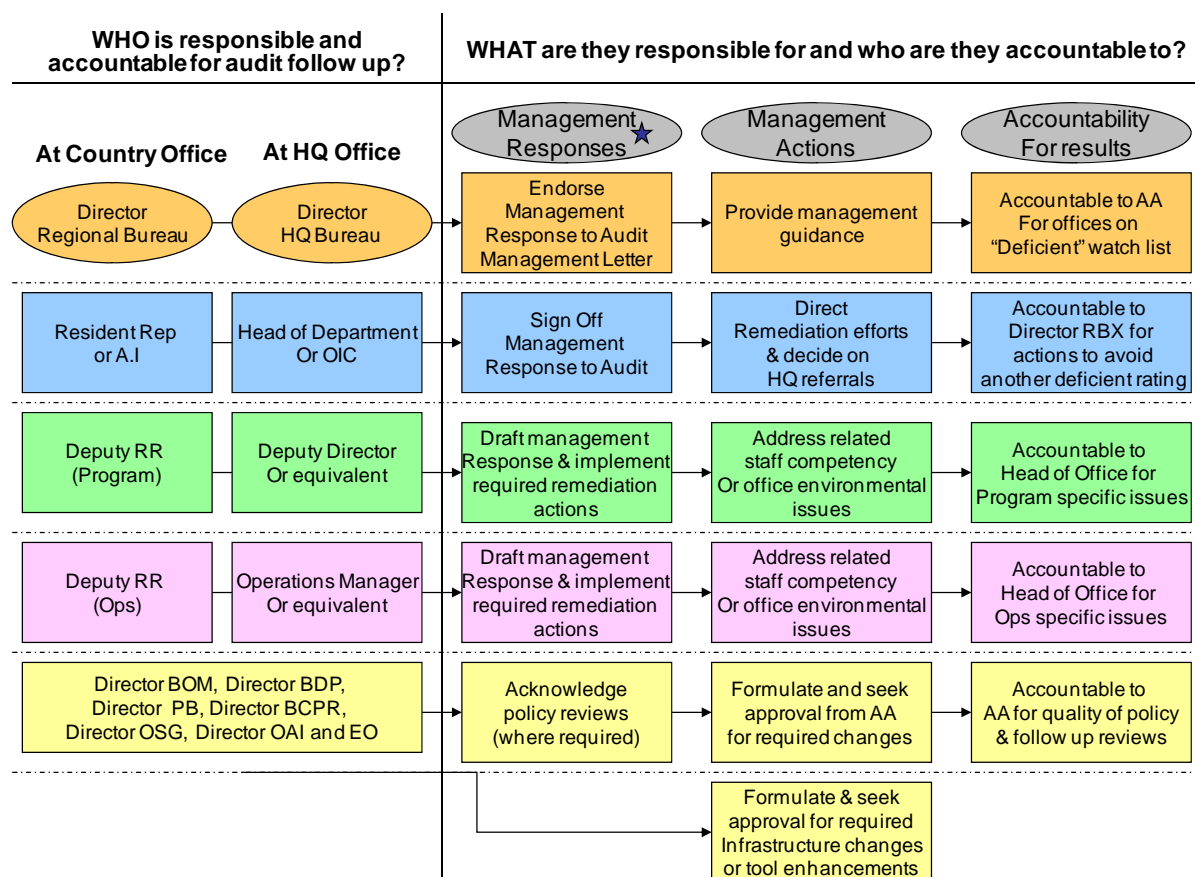 WHO is responsible and
accountable for audit follow up?
WHAT are they responsible for and who are they accountable to?
At Country Office
At HQ Office
Management
Responses
Management
Actions
Accountability
For results
Director
Regional Bureau
Director
HQ Bureau
Endorse
Management
Response to Audit
Management Letter
Provide management
guidance
Accountable to AA
For offices on
"Deficient" watch list
Resident Rep
or A.I
Head of Department
Or OIC
Sign Off
Management
Response to Audit
Direct
Remediation efforts
& decide on
HQ referrals
Accountable to
Director RBX for
actions to avoid
another deficient rating
Deputy RR
(Program)
Deputy Director
Or equivalent
Draft management
Response & implement
required remediation
actions
Address related
staff competency
Or office environmental
issues
Accountable to
Head of Office for
Program specific issues
Deputy RR
(Ops)
Operations Manager
Or equivalent
Draft management
Response & implement
required remediation
actions
Address related
staff competency
Or office environmental
issues
Accountable to
Head of Office for
Ops specific issues
Director BOM, Director BDP,
Director PB, Director BCPR,
Director OSG, Director OAI and EO
Acknowledge
policy reviews
(where required)
Formulate and seek
approval from AA
for required changes
Accountable to
AA for quality of policy
& follow up reviews
Formulate & seek
approval for required
Infrastructure changes
or tool enhancements